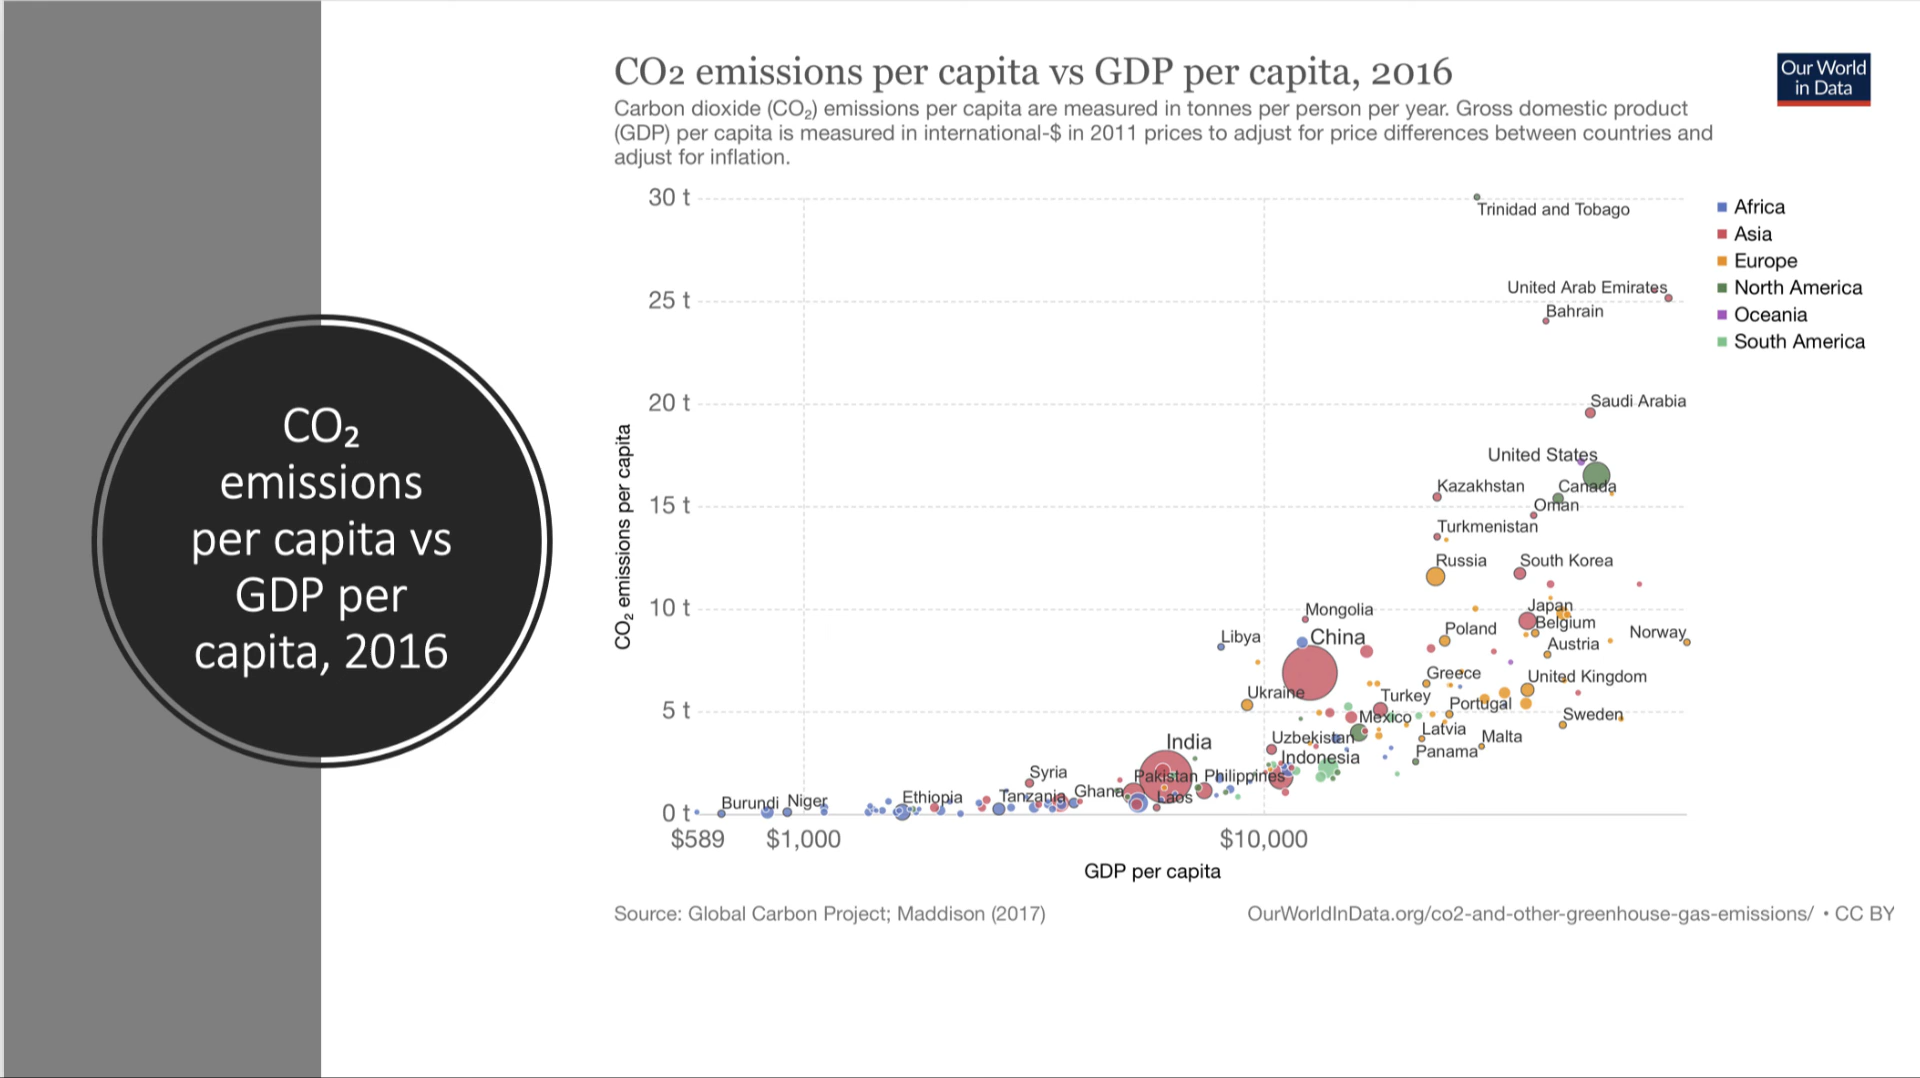 CO₂
emissions
per capita vs
GDP per
capita, 2016
CO2 emissions per capita vs GDP per capita, 2016
Our World
in Data
Carbon dioxide (CO₂) emissions per capita are measured in tonnes per person per year. Gross domestic product
(GDP) per capita is measured in international-$ in 2011 prices to adjust for price differences between countries and
adjust for inflation.
30 t
25 t
20 t
15 t
10 t
5 t
0 t
CO₂ emissions per capita
Trinidad and Tobago
United Arab Emirates
Bahrain
Saudi Arabia
United States
Kazakhstan
Canada
Oman
Turkmenistan
Russia
South Korea
Mongolia
Japan
Libya
China
Poland
Belgium
Norway
Austria
Greece
United Kingdom
Ukraine
Turkey
Portugal
Mexico
Sweden
Latvia
Malta
Uzbekistan
India
Panama
Indonesia
Syria
Pakistan
Philippines
Ghana
Laos
Tanzania
Ethiopia
Niger
Burundi
$589
$1,000
$10,000
GDP per capita
Africa
Asia
Europe
North America
Oceania
South America
Source: Global Carbon Project; Maddison (2017)
OurWorldInData.org/co2-and-other-greenhouse-gas-emissions/ • CC BY